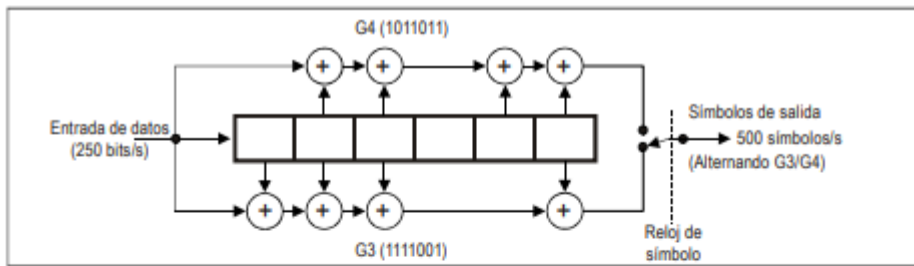 G4 (1011011)
+ + + +
Entrada de datos
(250 bits/s)
Símbolos de salida
500 símbolos/s
(Alternando G3/G4)
+ + + +
G3 (1111001)
Reloj de
símbolo